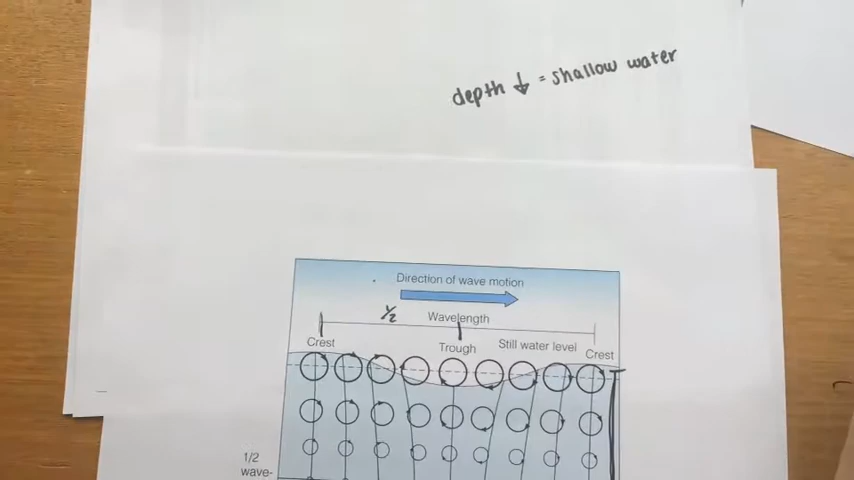 depth ↓ = shallow water
Direction of wave motion
1/2
Wavelength
Crest
Trough
Still water level
Crest
1/2
wave-